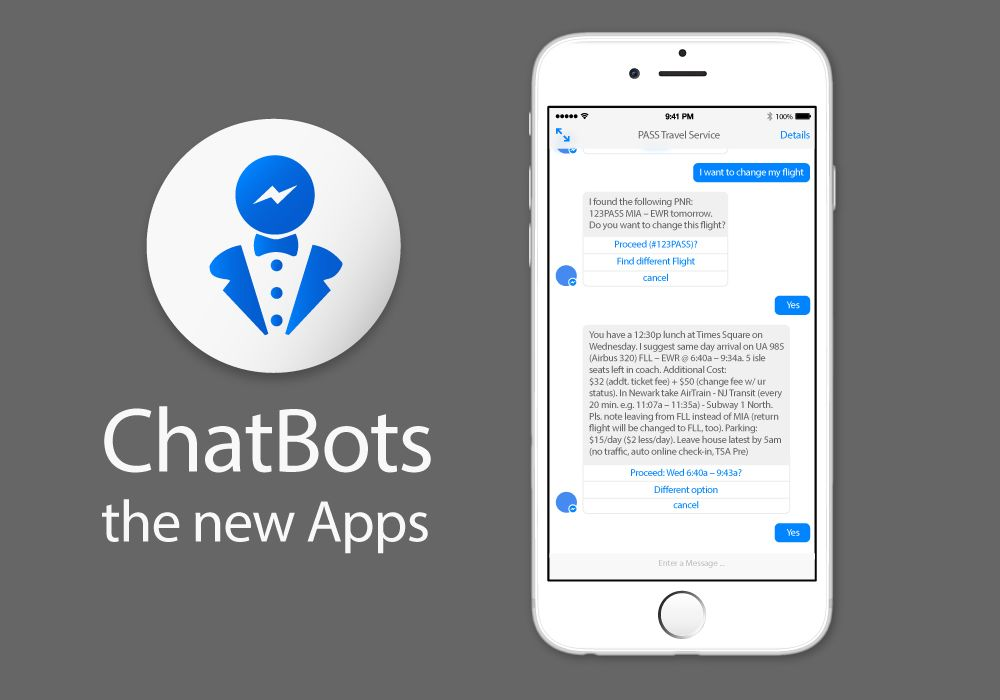 ChatBots
the new Apps
9:41 PM
100%
PASS Travel Service
Details
I want to change my flight
I found the following PNR:
123PASS MIA – EWR tomorrow.
Do you want to change this flight?
Proceed (#123PASS)?
Find different Flight
cancel
Yes
You have a 12:30p lunch at Times Square on
Wednesday. I suggest same day arrival on UA 985
(Airbus 320) FLL – EWR @ 6:40a – 9:34a. 5 isle
seats left in coach. Additional Cost:
$32 (addt. ticket fee) + $50 (change fee w/ ur
status). In Newark take AirTrain - NJ Transit (every
20 min. e.g. 11:07a – 11:35a) - Subway 1 North.
Pls. note leaving from FLL instead of MIA (return
flight will be changed to FLL, too). Parking:
$15/day ($2 less/day). Leave house latest by 5am
(no traffic, auto online check-in, TSA Pre)
Proceed: Wed 6:40a – 9:43a?
Different option
cancel
Yes
Enter a Message ...